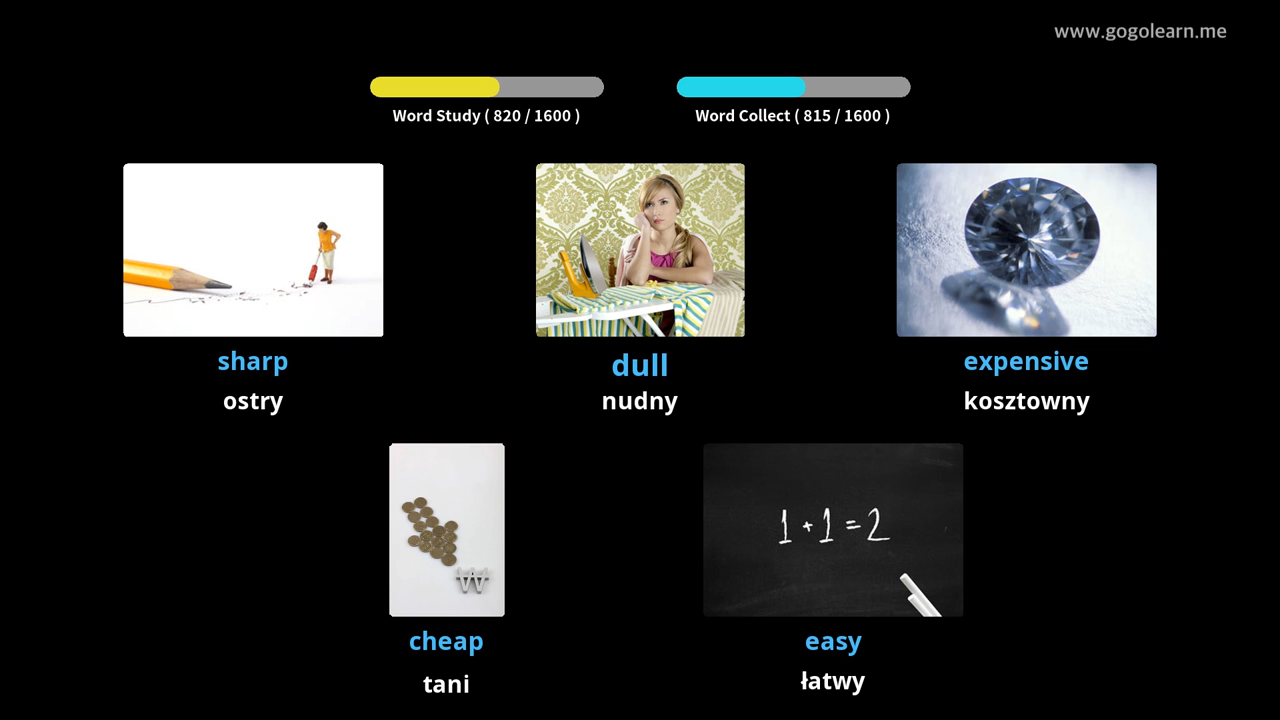 www.gogolearn.me
Word Study ( 820 / 1600 )
Word Collect ( 815 / 1600 )
sharp
ostry
dull
nudny
expensive
kosztowny
₩
1 + 1 = 2
cheap
tani
easy
łatwy